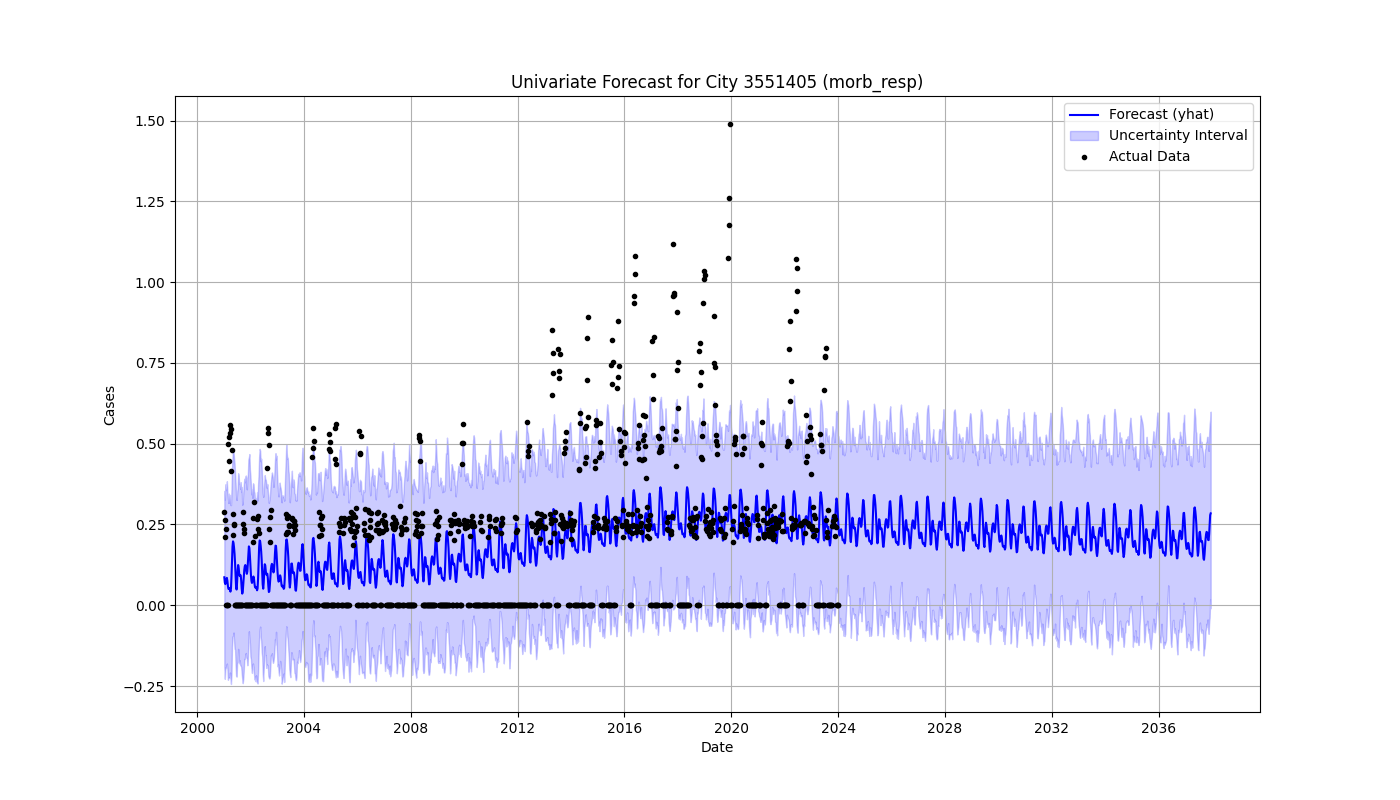 Univariate Forecast for City 3551405 (morb_resp)
Forecast (yhat)
Uncertainty Interval
Actual Data
Cases
1.50
1.25
1.00
0.75
0.50
0.25
0.00
−0.25
2000 2004 2008 2012 2016 2020 2024 2028 2032 2036
Date